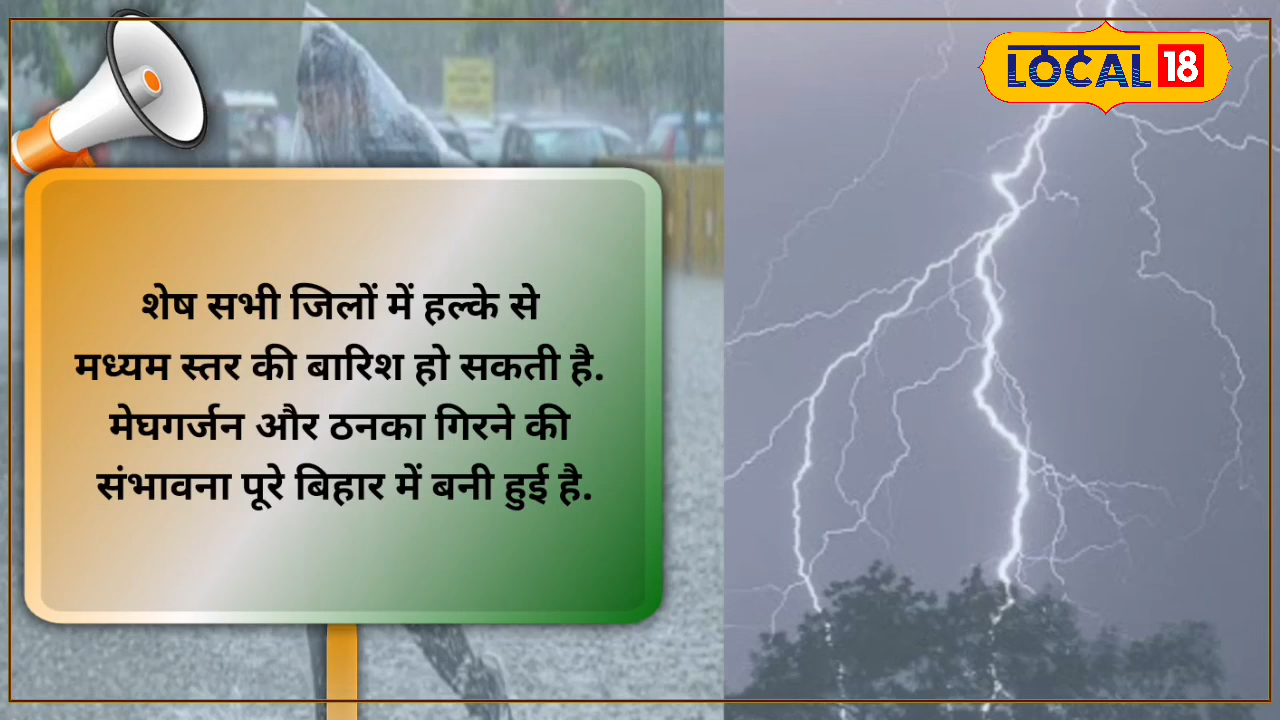 LOCAL 18
शेष सभी जिलों में हल्के से
मध्यम स्तर की बारिश हो सकती है.
मेघगर्जन और ठनका गिरने की
संभावना पूरे बिहार में बनी हुई है.